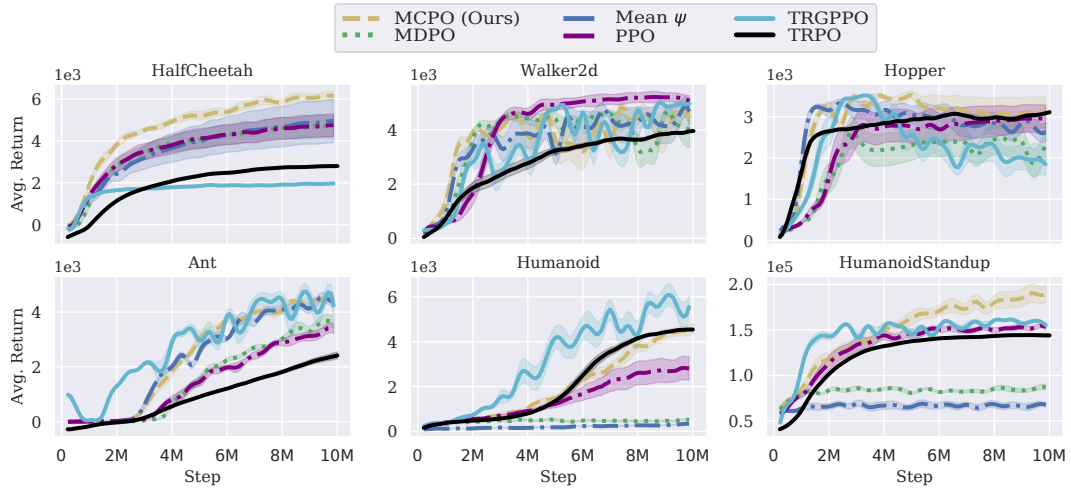 MCPO (Ours) Mean ψ TRGPPO
MDPO PPO TRPO
1e3 HalfCheetah 1e3 Walker2d 1e3 Hopper
6
4
2
0
Avg. Return
4
2
0
3
2
1
0
1e3 Ant 1e3 Humanoid 1e5 HumanoidStandup
4
2
0
Avg. Return
6
4
2
0
2.0
1.5
1.0
0.5
0 2M 4M 6M 8M 10M 0 2M 4M 6M 8M 10M 0 2M 4M 6M 8M 10M
Step Step Step